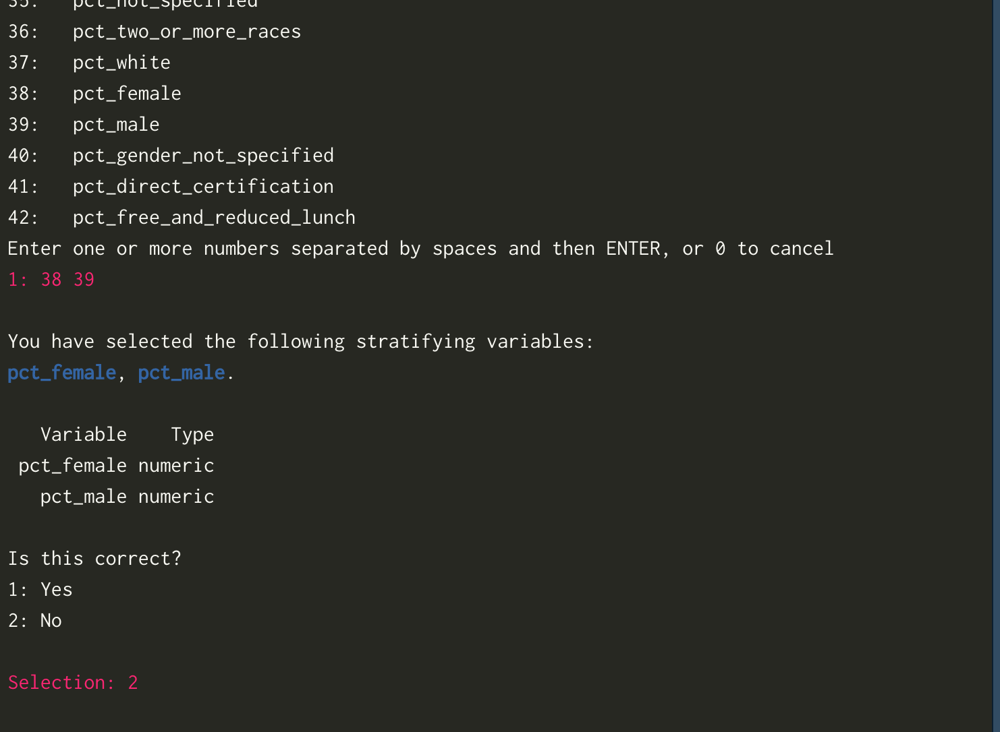 35:   pct_not_specified
36:   pct_two_or_more_races
37:   pct_white
38:   pct_female
39:   pct_male
40:   pct_gender_not_specified
41:   pct_direct_certification
42:   pct_free_and_reduced_lunch
Enter one or more numbers separated by spaces and then ENTER, or 0 to cancel
1: 38 39
You have selected the following stratifying variables:
pct_female, pct_male.
   Variable    Type
 pct_female numeric
   pct_male numeric
Is this correct?
1: Yes
2: No
Selection: 2